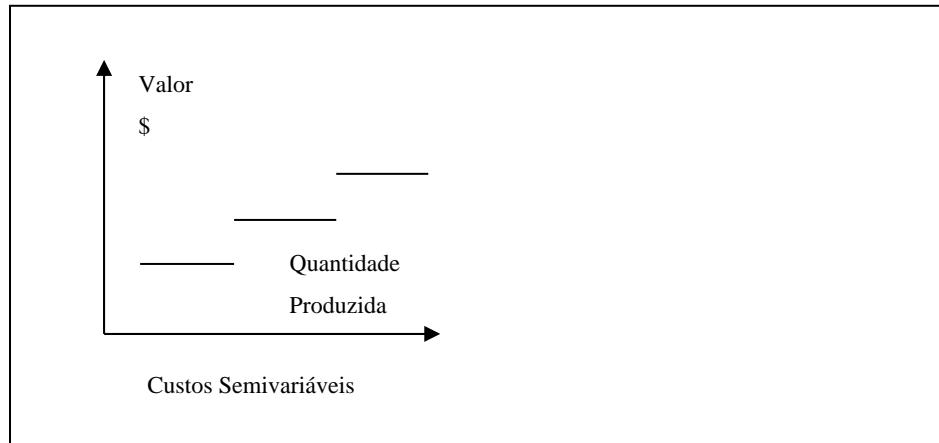 Valor
$
Quantidade
Produzida
Custos Semivariáveis